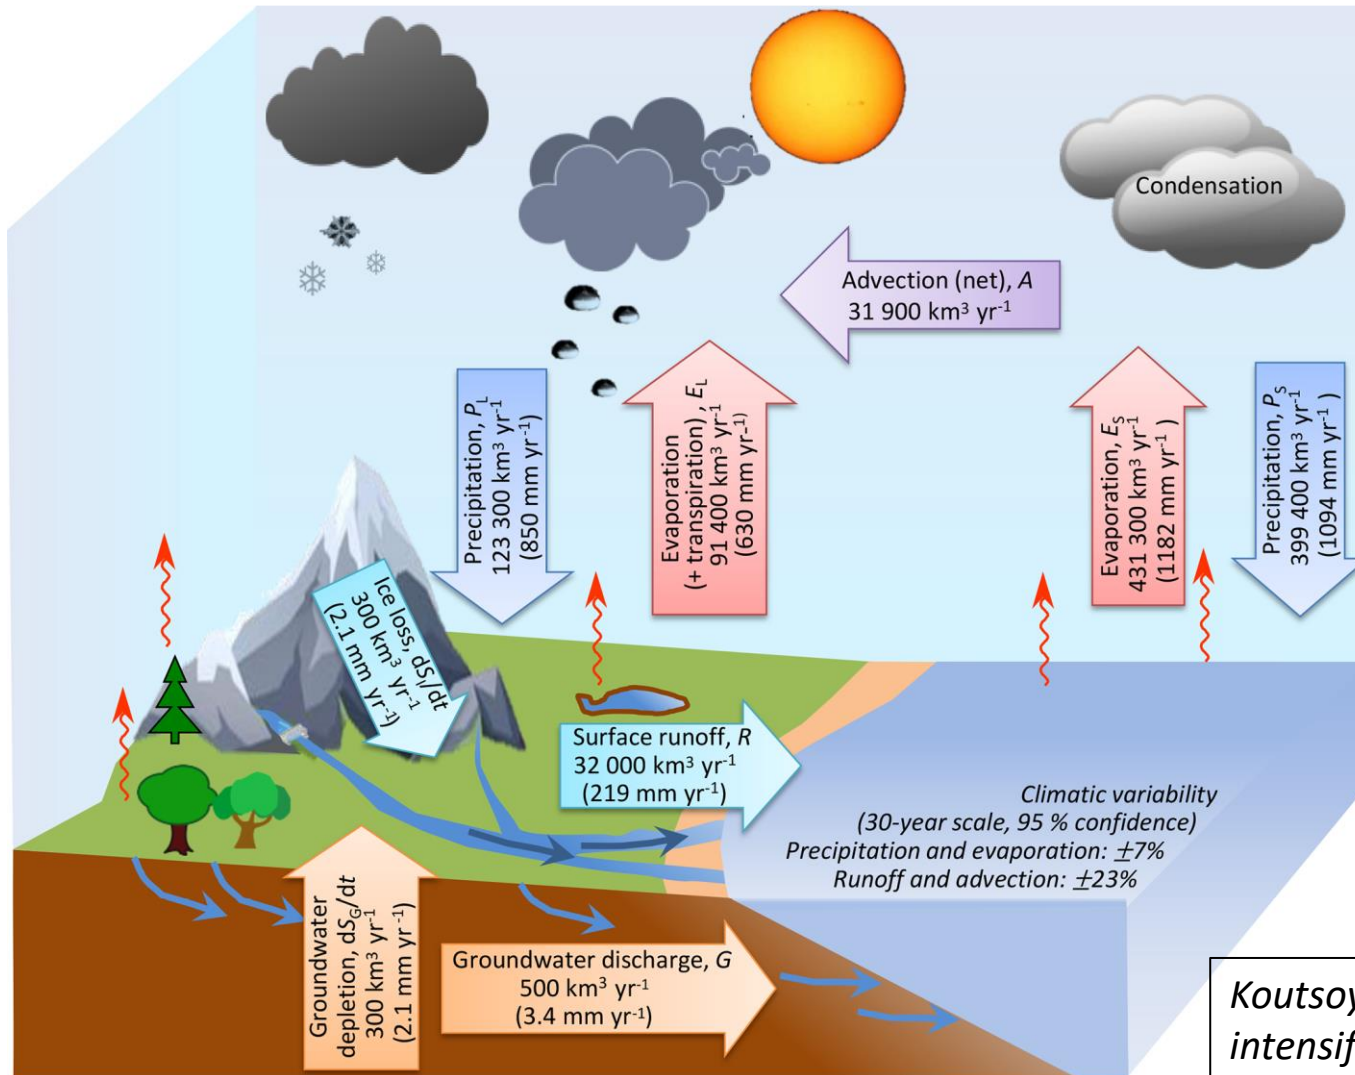 Condensation
Advection (net), A
31 900 km³ yr⁻¹
Precipitation, P_L
123 300 km³ yr⁻¹
(850 mm yr⁻¹)
Evaporation
(+ transpiration), E_L
91 400 km³ yr⁻¹
(630 mm yr-¹)
Evaporation, E_S
431 300 km³ yr⁻¹
(1182 mm yr⁻¹ )
Precipitation, P_S
399 400 km³ yr⁻¹
(1094 mm yr⁻¹ )
Ice loss, dS_I/dt
300 km³ yr⁻¹
(2.1 mm yr⁻¹)
Surface runoff, R
32 000 km³ yr⁻¹
(219 mm yr⁻¹)
Climatic variability
(30-year scale, 95 % confidence)
Precipitation and evaporation: ±7%
Runoff and advection: ±23%
Groundwater
depletion, dS_G/dt
300 km³ yr⁻¹
(2.1 mm yr⁻¹)
Groundwater discharge, G
500 km³ yr⁻¹
(3.4 mm yr⁻¹)
Koutsoy
intensif